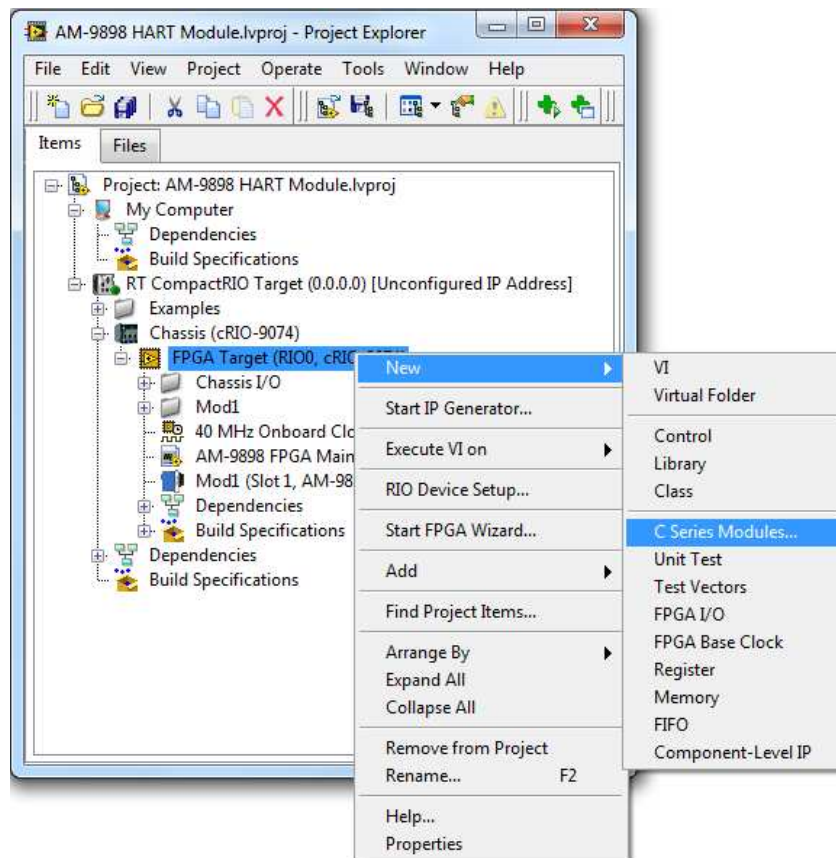 AM-9898 HART Module.lvproj - Project Explorer
File Edit View Project Operate Tools Window Help
Items Files
Project: AM-9898 HART Module.lvproj
My Computer
Dependencies
Build Specifications
RT CompactRIO Target (0.0.0.0) [Unconfigured IP Address]
Examples
Chassis (cRIO-9074)
FPGA Target (RIO0,
Chassis I/O
Mod1
40 MHz Onboard Clo
AM-9898 FPGA Main
Mod1 (Slot 1, AM-98
Dependencies
Build Specifications
Dependencies
Build Specifications
New
Start IP Generator...
Execute VI on
RIO Device Setup...
Start FPGA Wizard...
Add
Find Project Items...
Arrange By
Expand All
Collapse All
Remove from Project
Rename... F2
Help...
Properties
VI
Virtual Folder
Control
Library
Class
C Series Modules...
Unit Test
Test Vectors
FPGA I/O
FPGA Base Clock
Register
Memory
FIFO
Component-Level IP